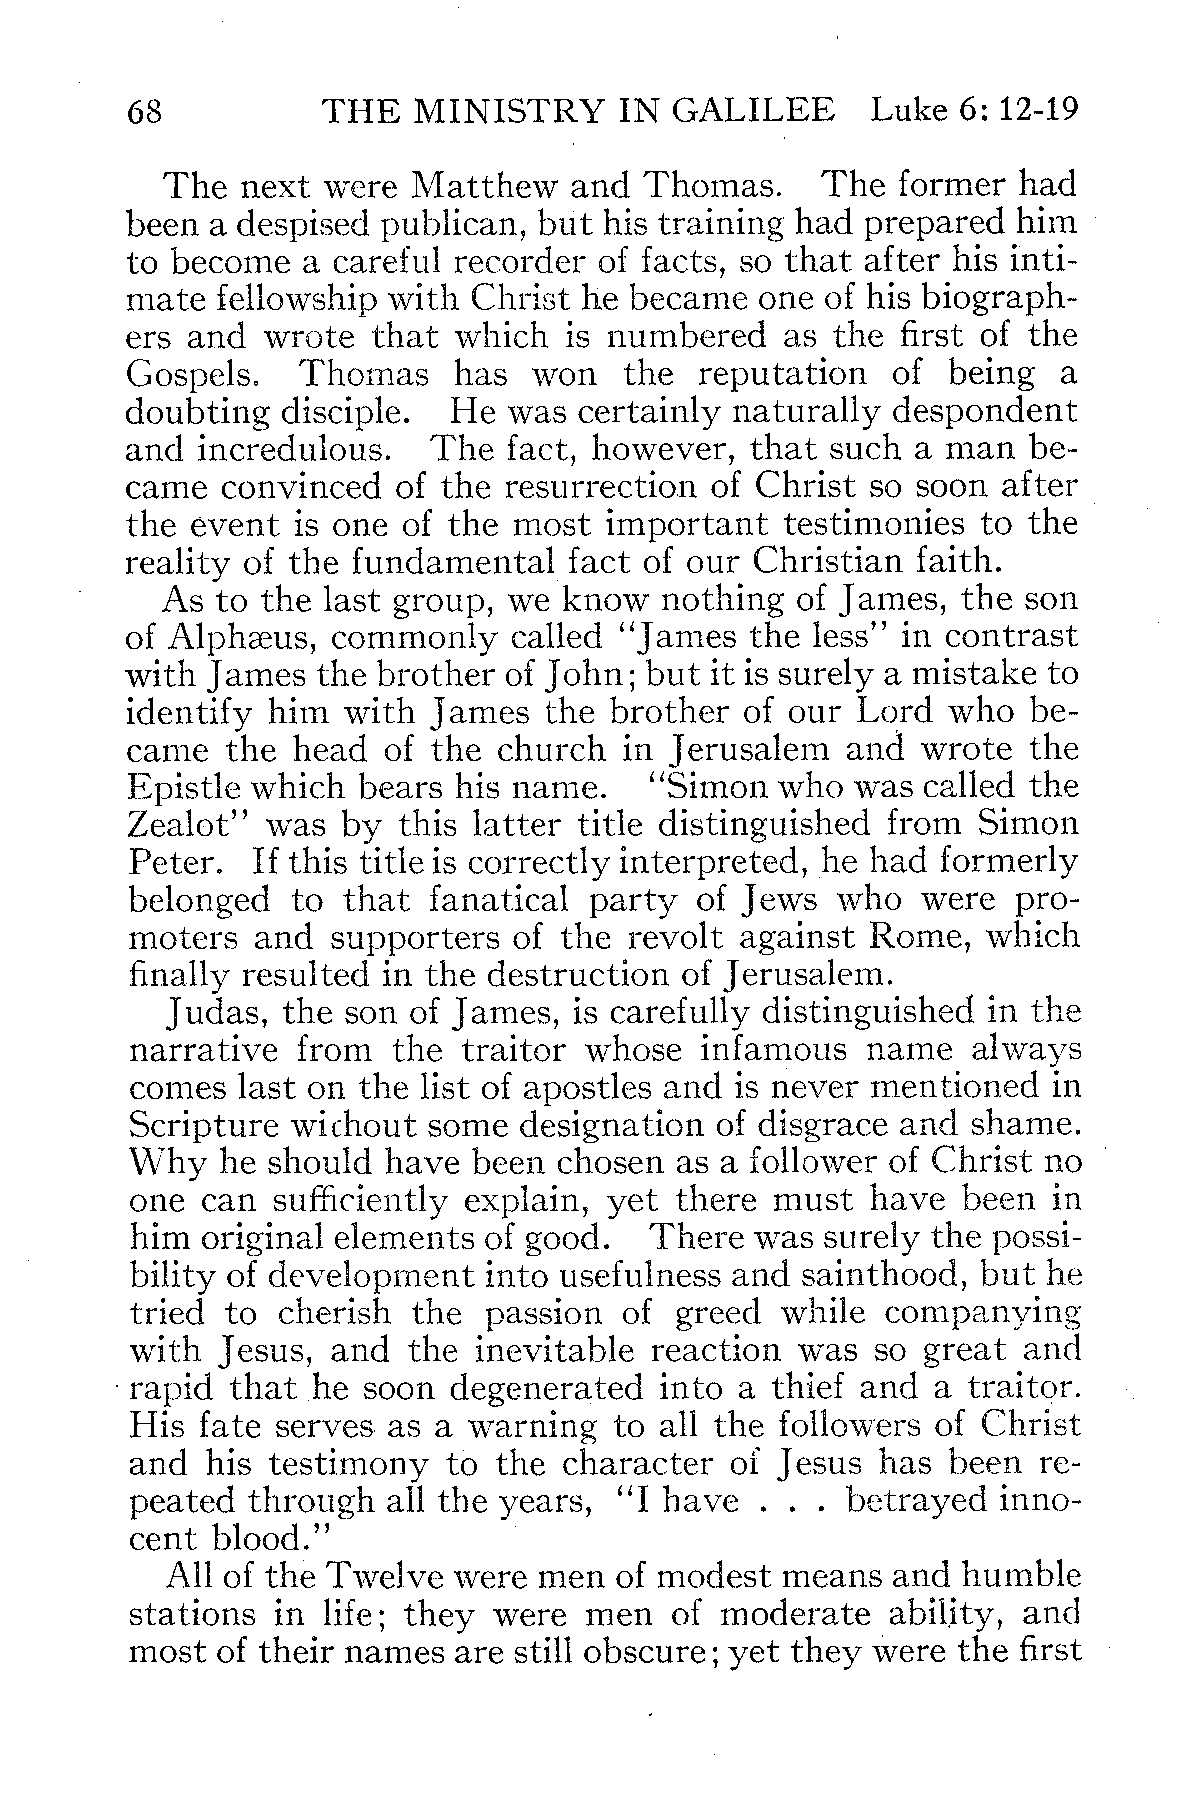 68 THE MINISTRY IN GALILEE Luke 6: 12-19
The next were Matthew and Thomas. The former had
been a despised publican, but his training had prepared him
to become a careful recorder of facts, so that after his inti-
mate fellowship with Christ he became one of his biograph-
ers and wrote that which is numbered as the first of the
Gospels. Thomas has won the reputation of being a
doubting disciple. He was certainly naturally despondent
and incredulous. The fact, however, that such a man be-
came convinced of the resurrection of Christ so soon after
the event is one of the most important testimonies to the
reality of the fundamental fact of our Christian faith.
As to the last group, we know nothing of James, the son
of Alphæus, commonly called "James the less" in contrast
with James the brother of John; but it is surely a mistake to
identify him with James the brother of our Lord who be-
came the head of the church in Jerusalem and wrote the
Epistle which bears his name. "Simon who was called the
Zealot" was by this latter title distinguished from Simon
Peter. If this title is correctly interpreted, he had formerly
belonged to that fanatical party of Jews who were pro-
moters and supporters of the revolt against Rome, which
finally resulted in the destruction of Jerusalem.
Judas, the son of James, is carefully distinguished in the
narrative from the traitor whose infamous name always
comes last on the list of apostles and is never mentioned in
Scripture without some designation of disgrace and shame.
Why he should have been chosen as a follower of Christ no
one can sufficiently explain, yet there must have been in
him original elements of good. There was surely the possi-
bility of development into usefulness and sainthood, but he
tried to cherish the passion of greed while companying
with Jesus, and the inevitable reaction was so great and
rapid that he soon degenerated into a thief and a traitor.
His fate serves as a warning to all the followers of Christ
and his testimony to the character of Jesus has been re-
peated through all the years, "I have . . . betrayed inno-
cent blood."
All of the Twelve were men of modest means and humble
stations in life; they were men of moderate ability, and
most of their names are still obscure; yet they were the first